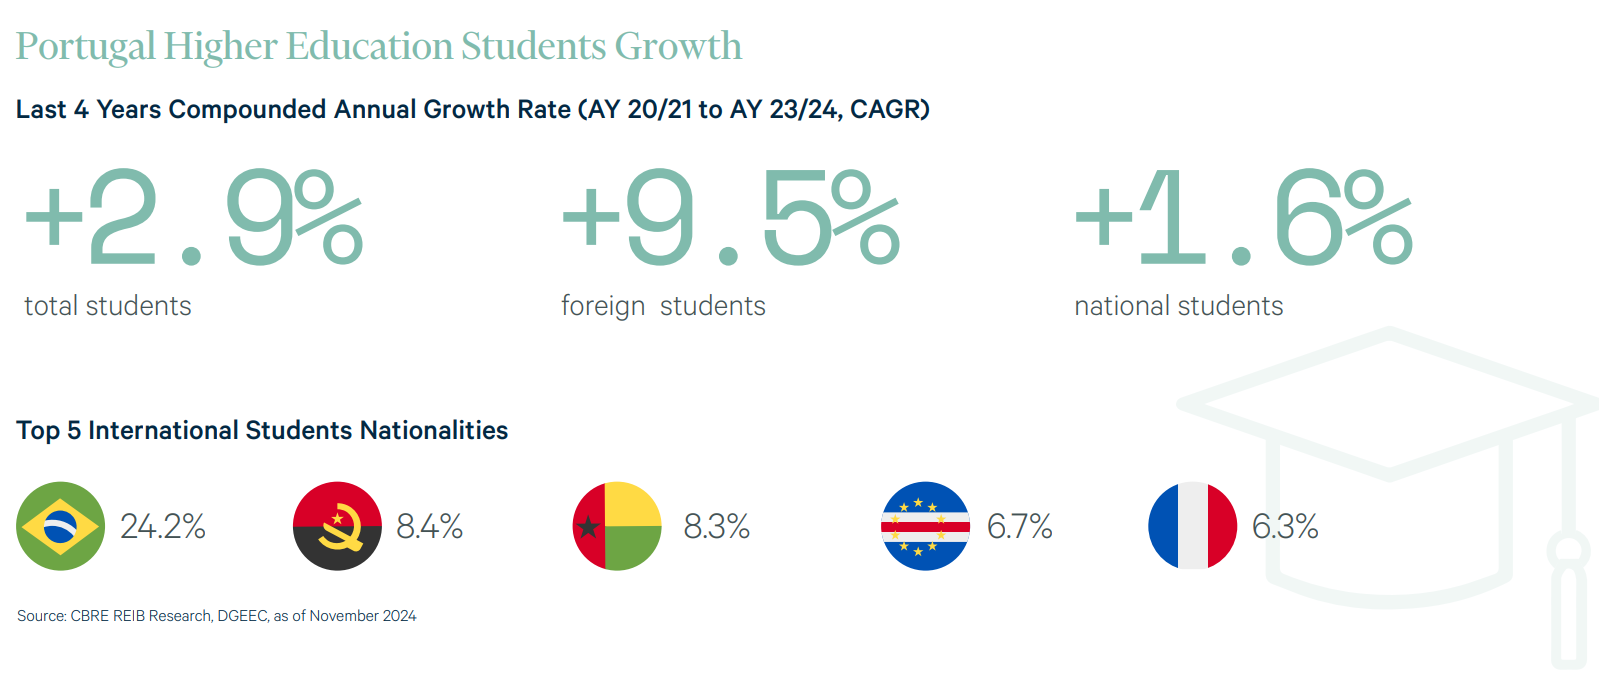 Portugal Higher Education Students Growth
Last 4 Years Compounded Annual Growth Rate (AY 20/21 to AY 23/24, CAGR)
+2.9% +9.5% +1.6%
total students foreign students national students
Top 5 International Students Nationalities
24.2% 8.4% 8.3% 6.7% 6.3%
Source: CBRE REIB Research, DGEEC, as of November 2024